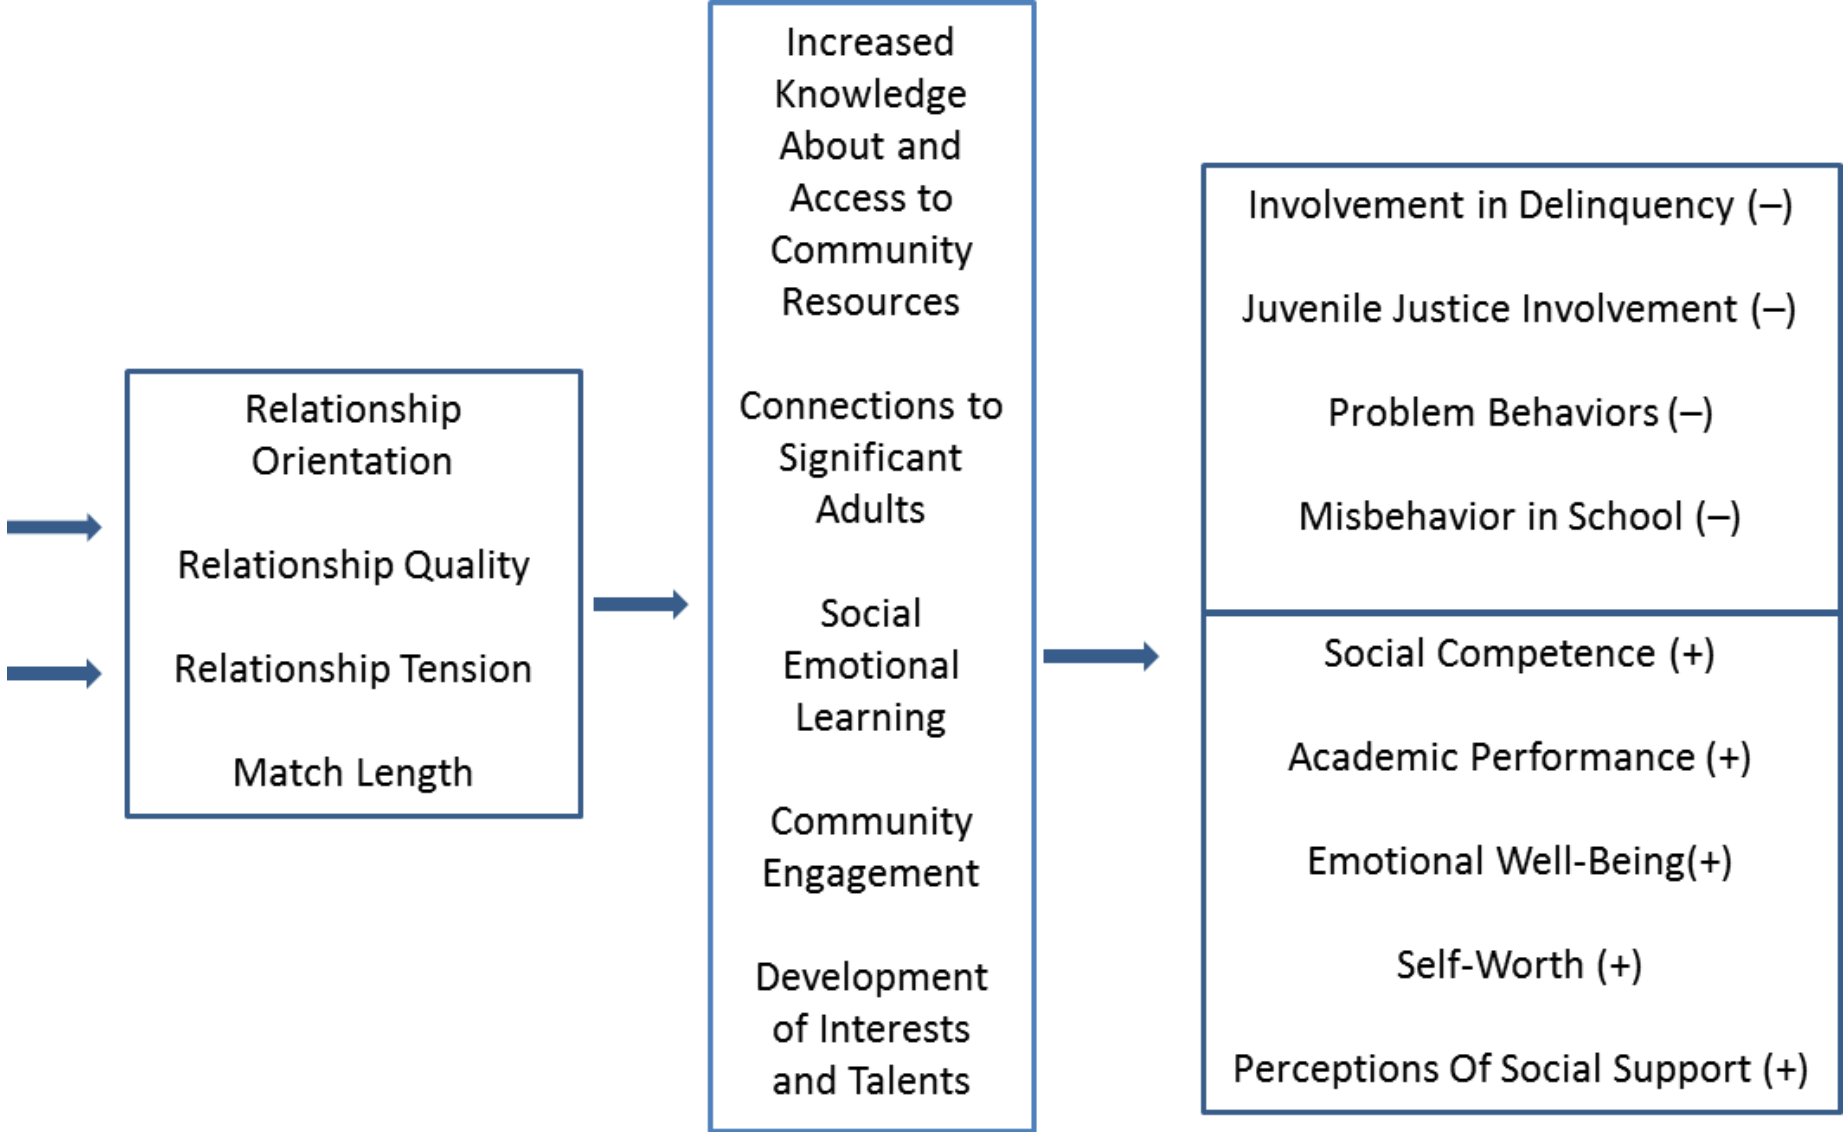 Relationship
Orientation
Relationship Quality
Relationship Tension
Match Length
Increased
Knowledge
About and
Access to
Community
Resources
Connections to
Significant
Adults
Social
Emotional
Learning
Community
Engagement
Development
of Interests
and Talents
Involvement in Delinquency (–)
Juvenile Justice Involvement (–)
Problem Behaviors (–)
Misbehavior in School (–)
Social Competence (+)
Academic Performance (+)
Emotional Well-Being(+)
Self-Worth (+)
Perceptions Of Social Support (+)